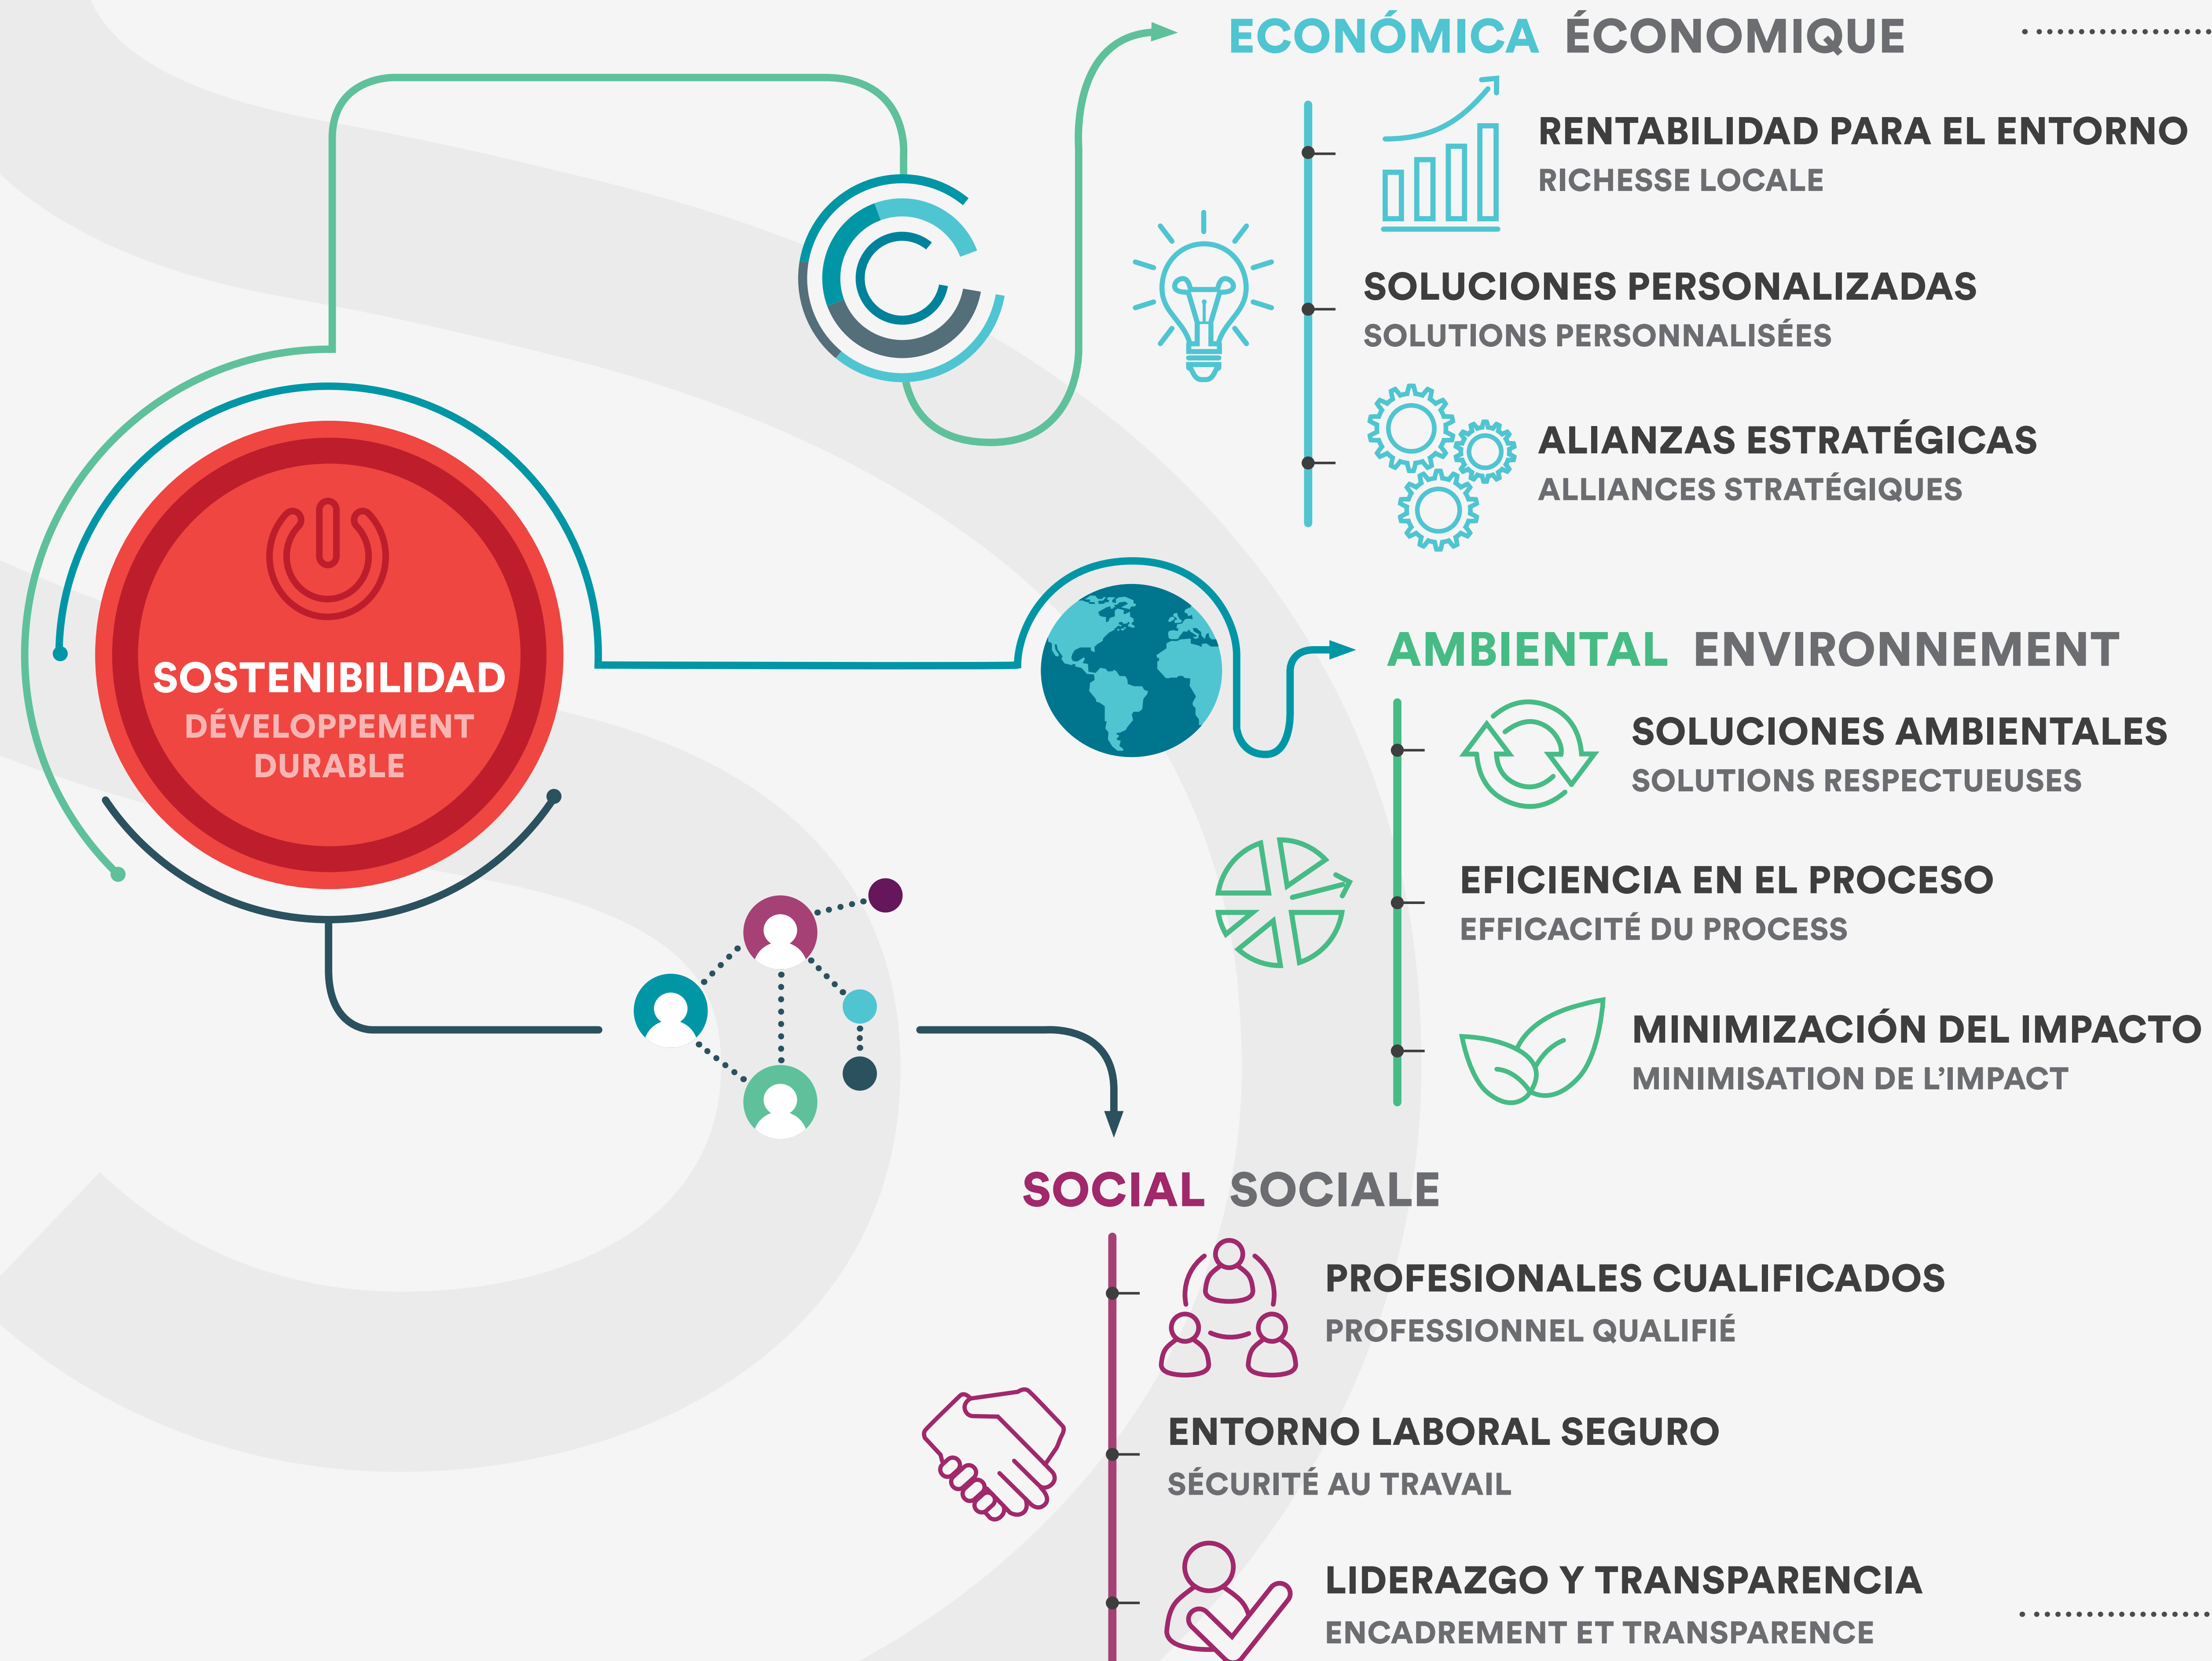 SOSTENIBILIDAD
DÉVELOPPEMENT
DURABLE
ECONÓMICA ÉCONOMIQUE
RENTABILIDAD PARA EL ENTORNO
RICHESSE LOCALE
SOLUCIONES PERSONALIZADAS
SOLUTIONS PERSONNALISÉES
ALIANZAS ESTRATÉGICAS
ALLIANCES STRATÉGIQUES
AMBIENTAL ENVIRONNEMENT
SOLUCIONES AMBIENTALES
SOLUTIONS RESPECTUEUSES
EFICIENCIA EN EL PROCESO
EFFICACITÉ DU PROCESS
MINIMIZACIÓN DEL IMPACTO
MINIMISATION DE L’IMPACT
SOCIAL SOCIALE
PROFESIONALES CUALIFICADOS
PROFESSIONNEL QUALIFIÉ
ENTORNO LABORAL SEGURO
SÉCURITÉ AU TRAVAIL
LIDERAZGO Y TRANSPARENCIA
ENCADREMENT ET TRANSPARENCE